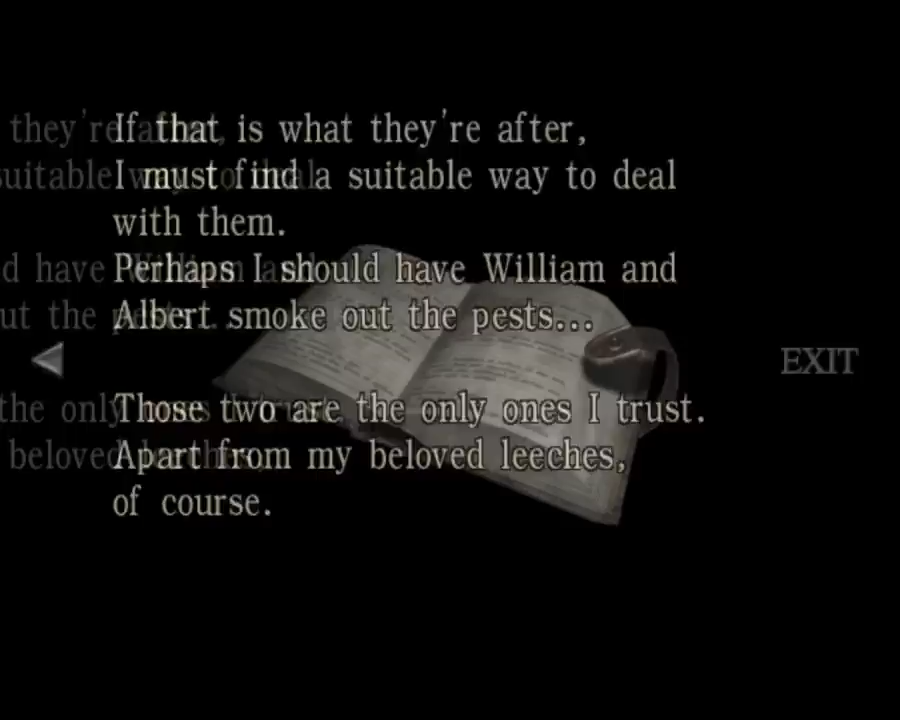 If that is what they're after,
I must find a suitable way to deal
with them.
Perhaps I should have William and
Albert smoke out the pests...
EXIT
Those two are the only ones I trust.
Apart from my beloved leeches,
of course.